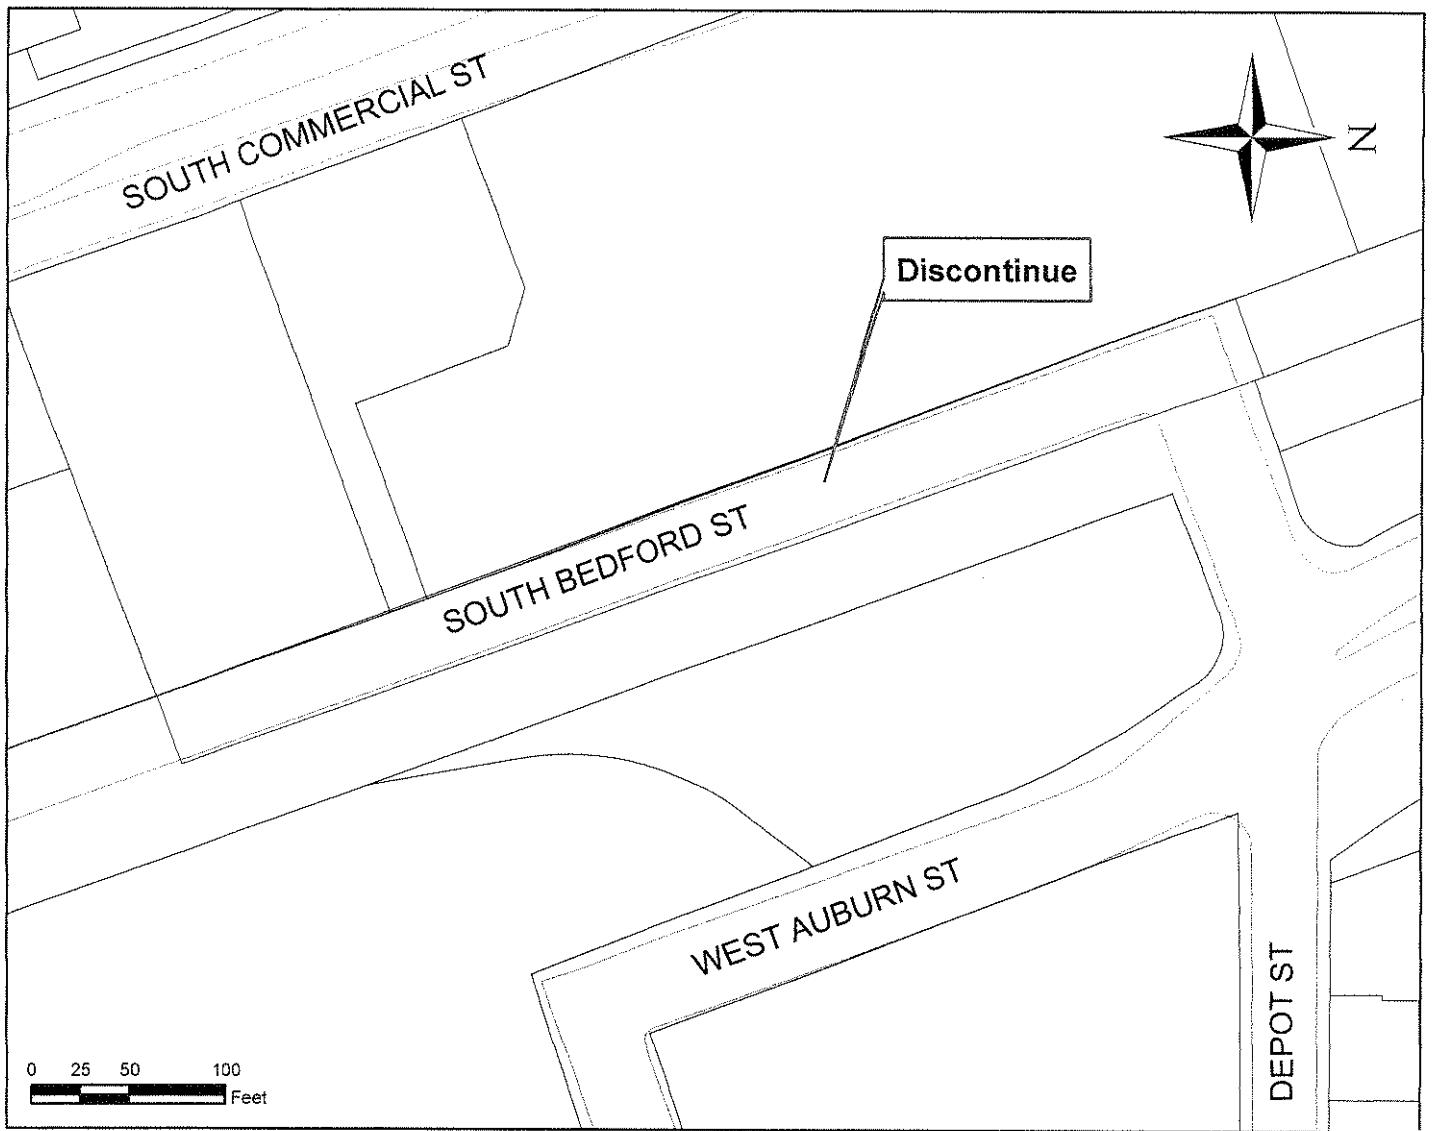 SOUTH COMMERCIAL ST
N
Discontinue
SOUTH BEDFORD ST
WEST AUBURN ST
DEPOT ST
0 25 50 100
Feet